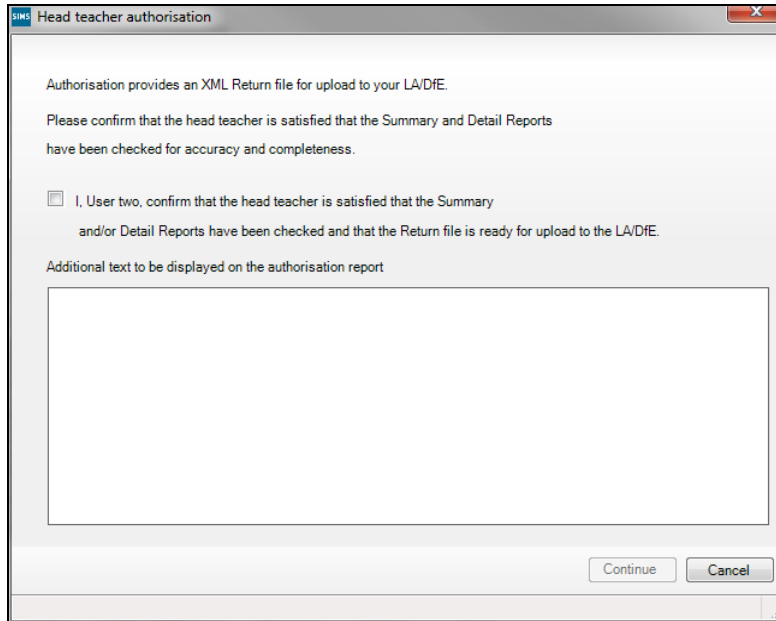 SIMS Head teacher authorisation
Authorisation provides an XML Return file for upload to your LA/DfE.
Please confirm that the head teacher is satisfied that the Summary and Detail Reports
have been checked for accuracy and completeness.
I, User two, confirm that the head teacher is satisfied that the Summary
and/or Detail Reports have been checked and that the Return file is ready for upload to the LA/DfE.
Additional text to be displayed on the authorisation report
Continue Cancel